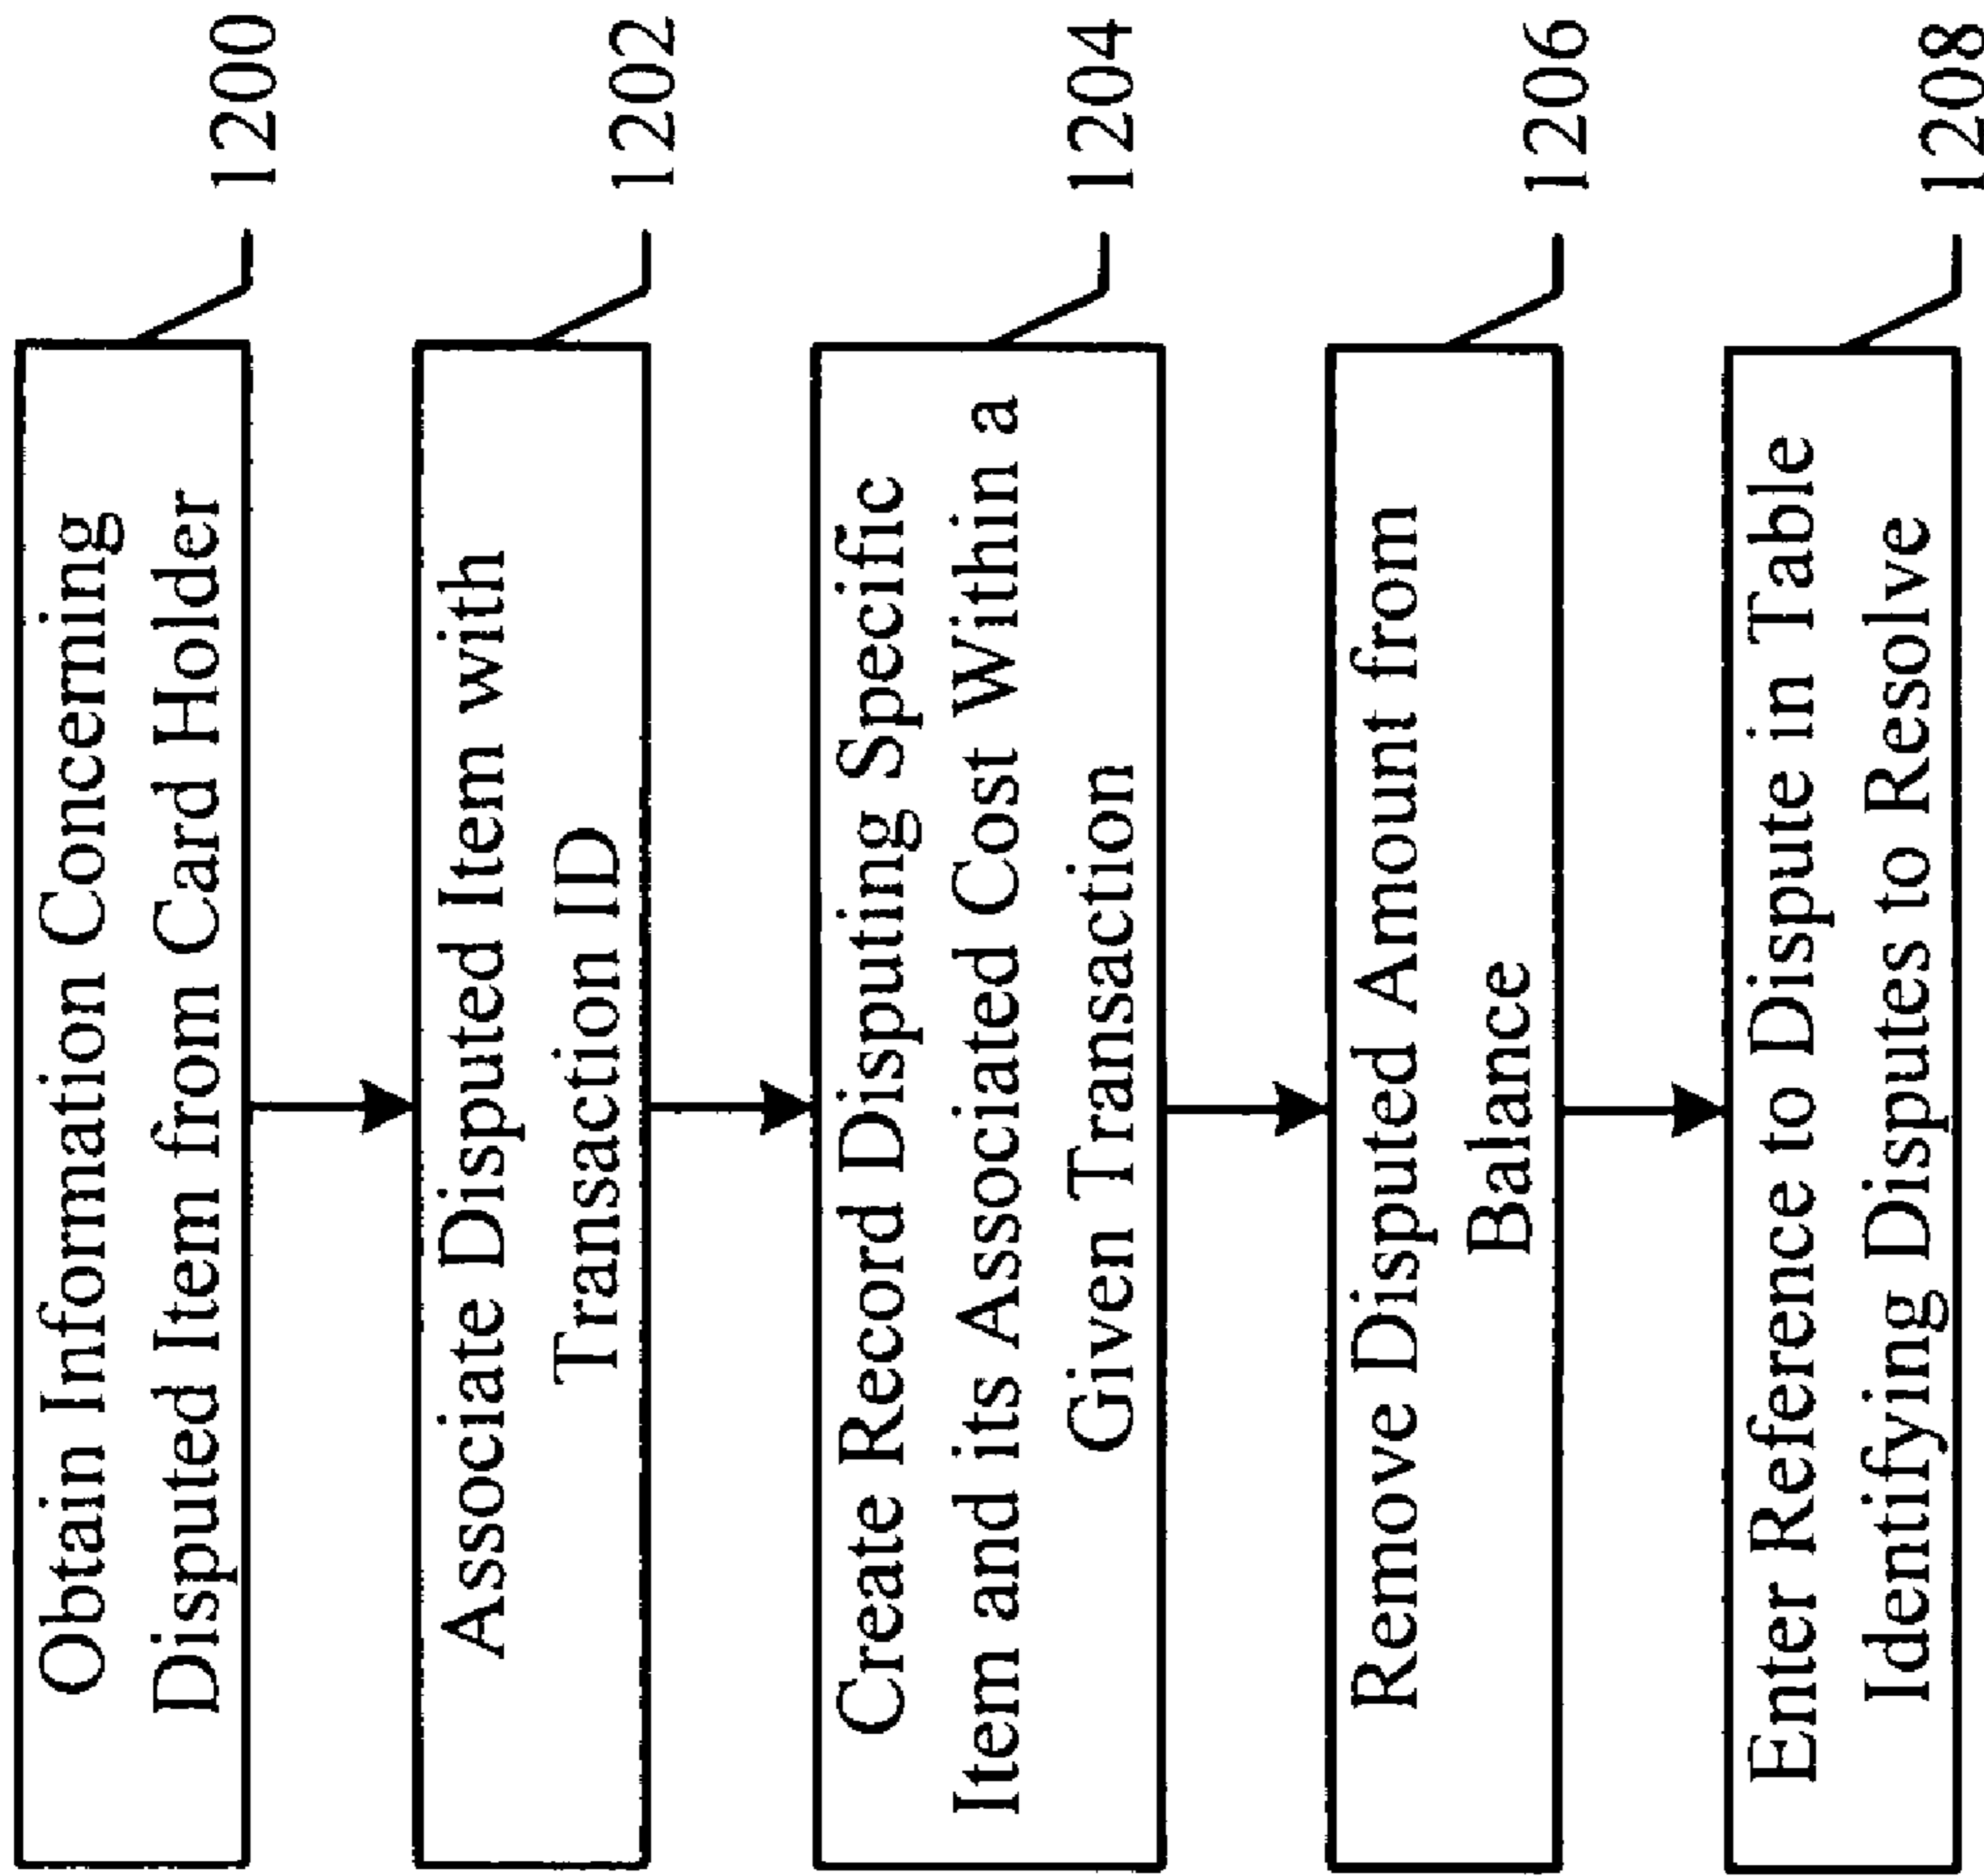 Obtain Information Concerning
Disputed Item from Card Holder
1200
Associate Disputed Item with
Transaction ID
1202
Create Record Disputing Specific
Item and its Associated Cost Within a
Given Transaction
1204
Remove Disputed Amount from
Balance
1206
Enter Reference to Dispute in Table
Identifying Disputes to Resolve
1208